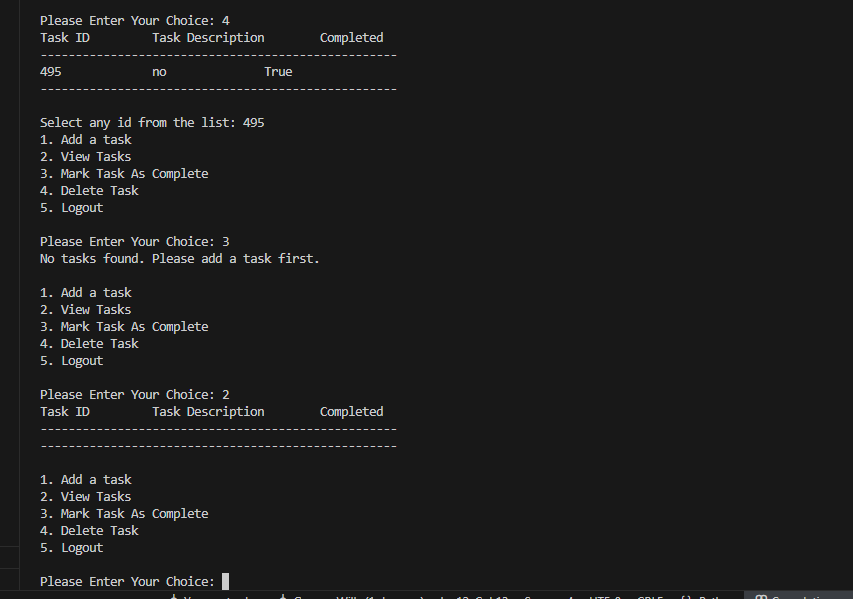 Please Enter Your Choice: 4
Task ID         Task Description        Completed
---------------------------------------------------
495             no              True
---------------------------------------------------
Select any id from the list: 495
1. Add a task
2. View Tasks
3. Mark Task As Complete
4. Delete Task
5. Logout
Please Enter Your Choice: 3
No tasks found. Please add a task first.
1. Add a task
2. View Tasks
3. Mark Task As Complete
4. Delete Task
5. Logout
Please Enter Your Choice: 2
Task ID         Task Description        Completed
---------------------------------------------------
---------------------------------------------------
1. Add a task
2. View Tasks
3. Mark Task As Complete
4. Delete Task
5. Logout
Please Enter Your Choice: